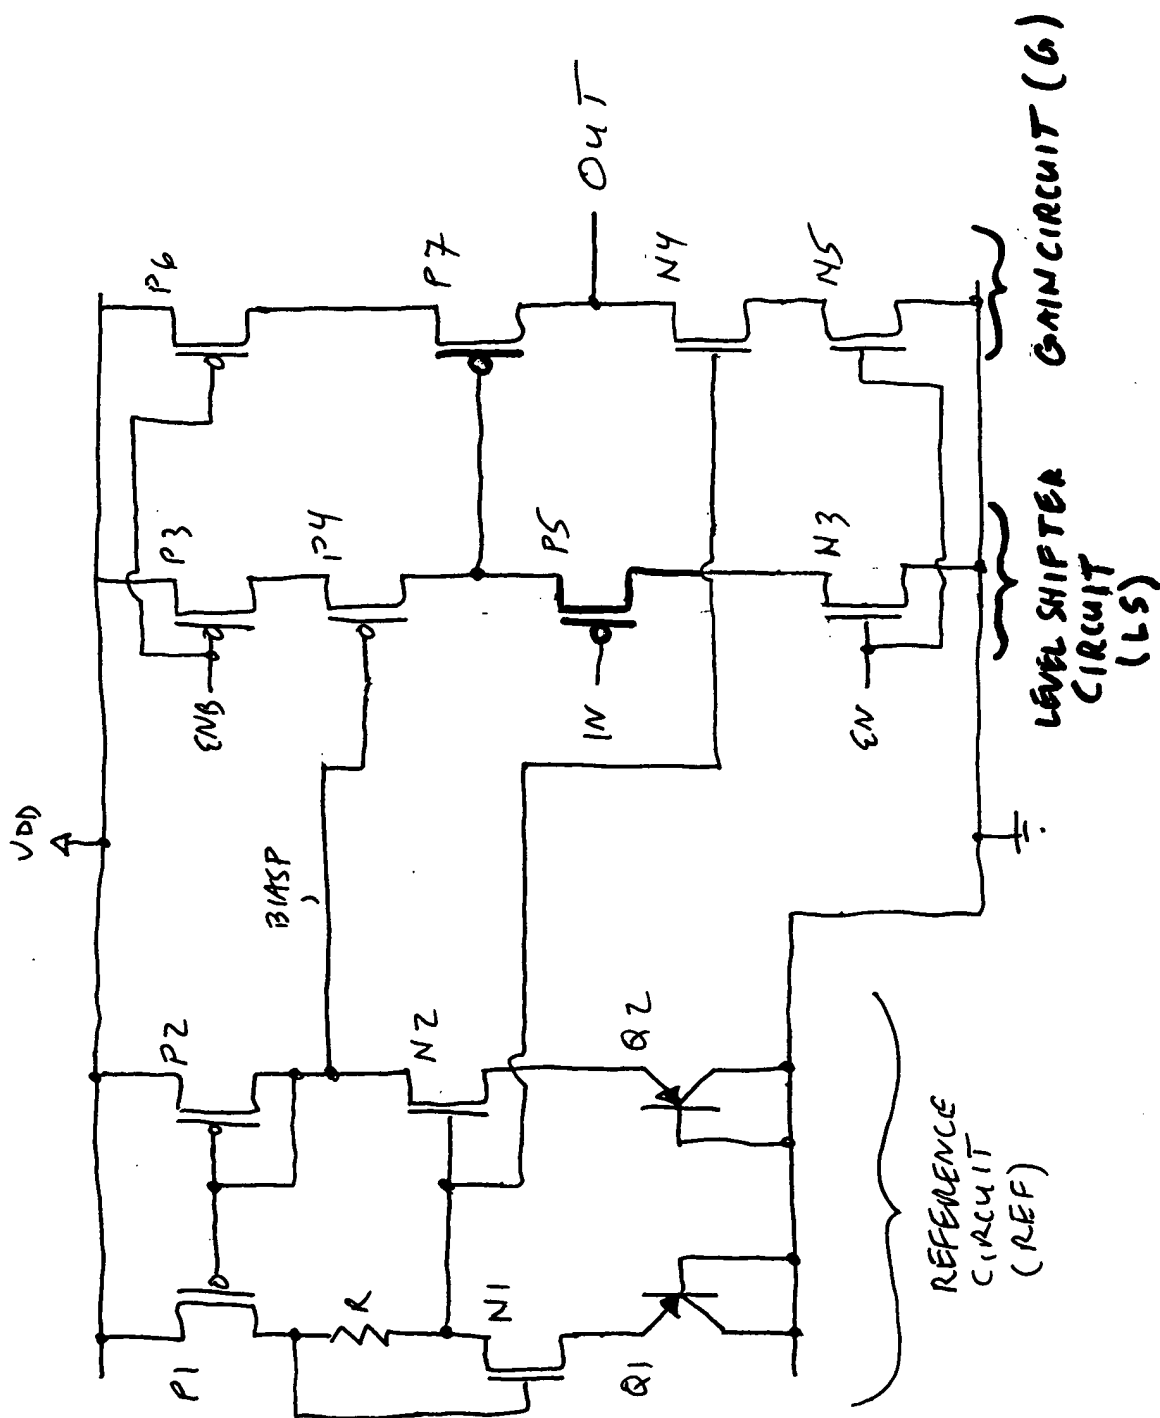 VDD
P1
P2
P3
P6
ENB
BIASP
P4
P7
R
N1
N2
IN
P5
OUT
N4
EN
N3
N5
Q1
Q2
REFERENCE
CIRCUIT
(REF)
LEVEL SHIFTER
CIRCUIT
(LS)
GAIN CIRCUIT (G)